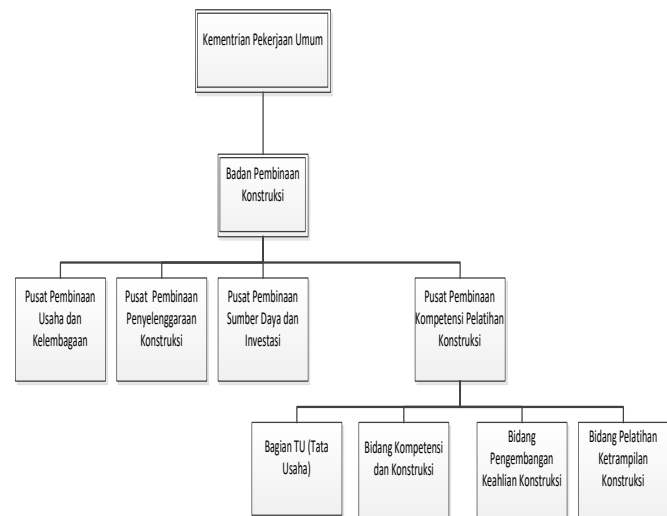 Kementrian Pekerjaan Umum
Badan Pembinaan
Konstruksi
Pusat Pembinaan
Usaha dan
Kelembagaan
Pusat Pembinaan
Penyelenggaraan
Konstruksi
Pusat Pembinaan
Sumber Daya dan
Investasi
Pusat Pembinaan
Kompetensi Pelatihan
Konstruksi
Bagian TU (Tata
Usaha)
Bidang Kompetensi
dan Konstruksi
Bidang
Pengembangan
Keahlian Konstruksi
Bidang Pelatihan
Ketrampilan
Konstruksi